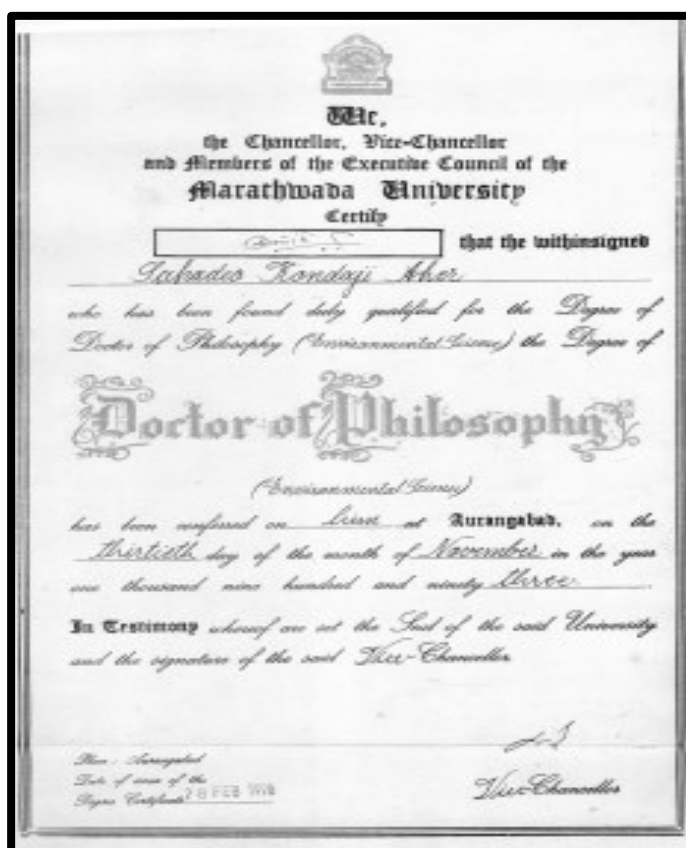 We,
the Chancellor, Vice-Chancellor
and Members of the Executive Council of the
Marathwada University
Certify
that the withinsigned
Sahadeo Kondaji Aher
who has been found duly qualified for the Degree of
Doctor of Philosophy (Environmental Science) the Degree of
Doctor of Philosophy
(Environmental Science)
has been conferred on him at Aurangabad, on the
thirtieth day of the month of November in the year
one thousand nine hundred and ninety three
In Testimony whereof are set the Seal of the said University
and the signature of the said Vice-Chancellor
Place : Aurangabad
Date of issue of the
Degree Certificate 28 FEB
Vice-Chancellor